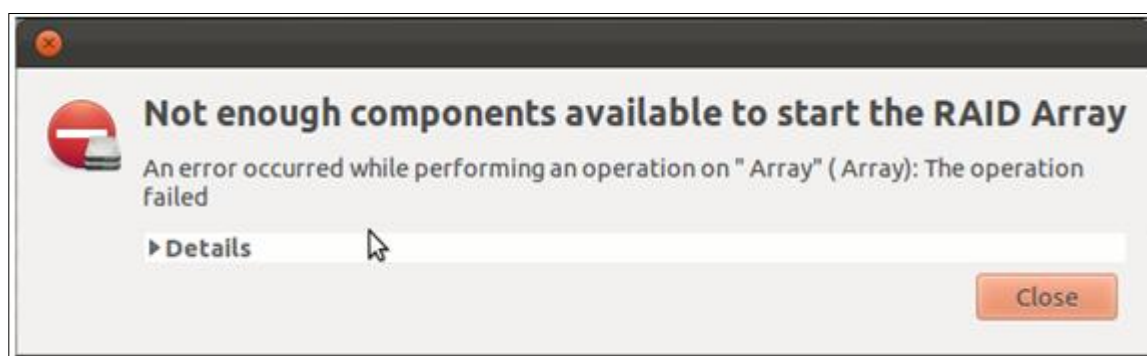 Not enough components available to start the RAID Array
An error occurred while performing an operation on " Array" ( Array): The operation
failed
Details
Close